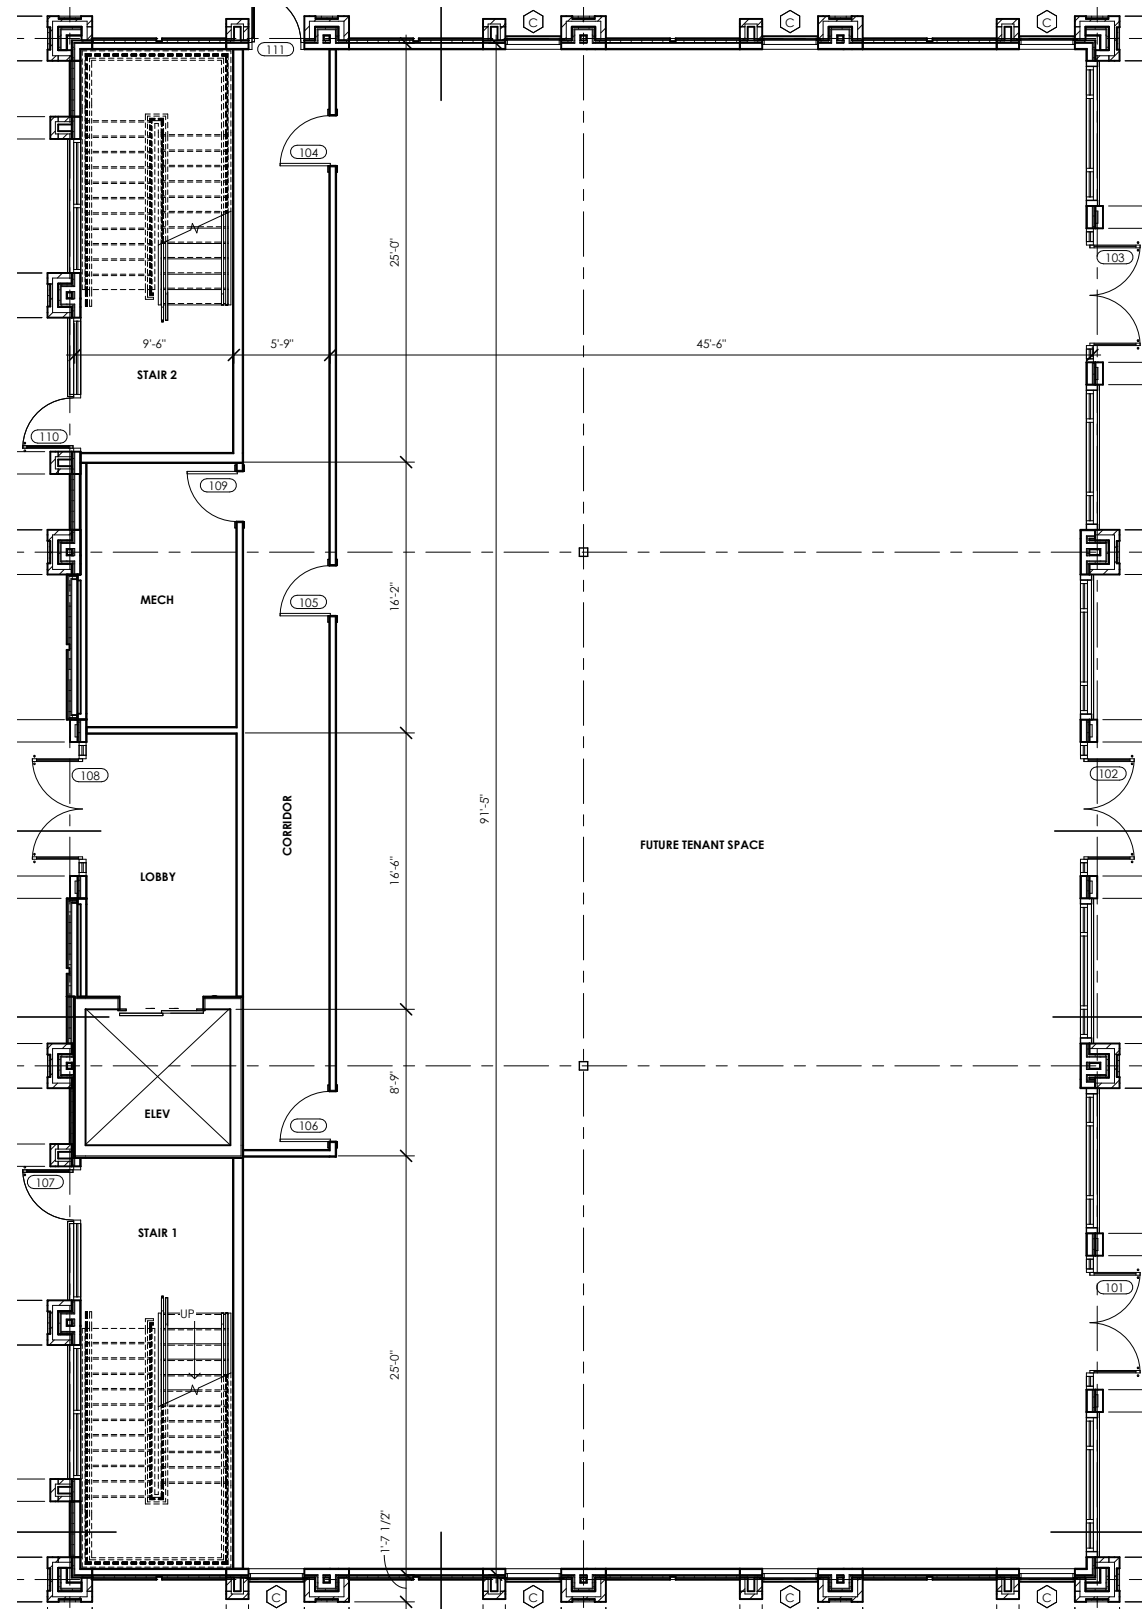 C
C
C
111
104
103
25'-0"
9'-6"
5'-9"
45'-6"
STAIR 2
110
109
MECH
105
16'-2"
108
102
CORRIDOR
91'-5"
FUTURE TENANT SPACE
LOBBY
16'-6"
ELEV
8'-9"
106
107
STAIR 1
101
UP
25'-0"
1'-7 1/2"
C
C
C
C